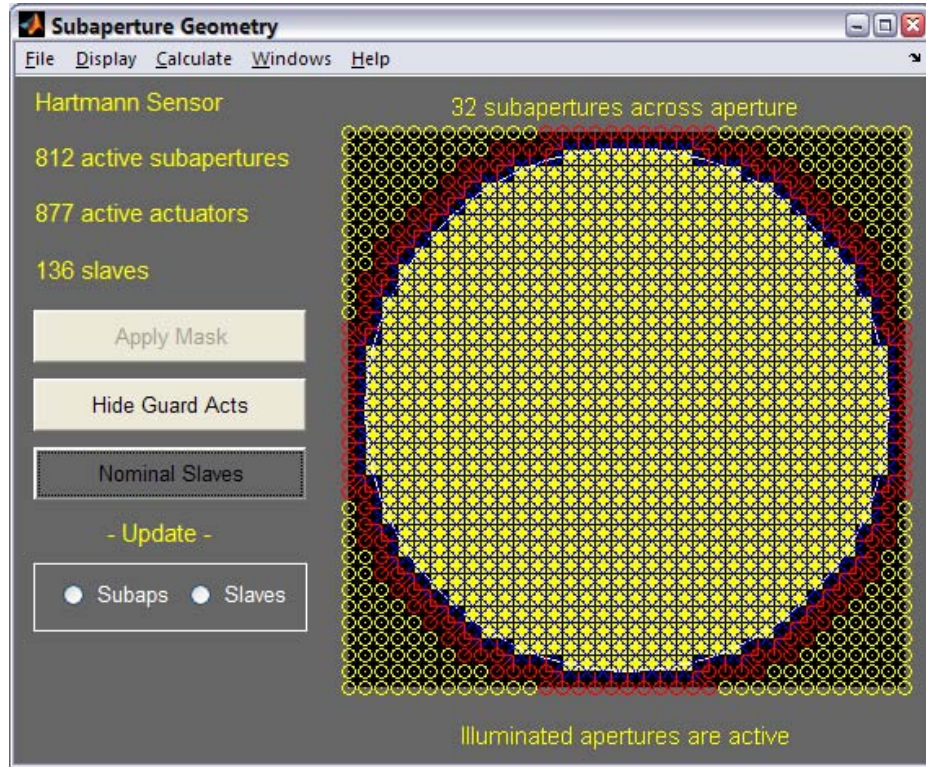 Subaperture Geometry
File Display Calculate Windows Help
Hartmann Sensor
32 subapertures across aperture
812 active subapertures
877 active actuators
136 slaves
Apply Mask
Hide Guard Acts
Nominal Slaves
- Update -
Subaps Slaves
Illuminated apertures are active